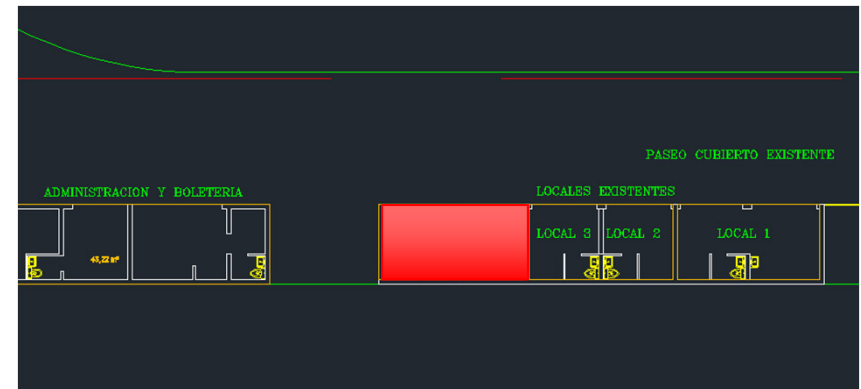 PASEO CUBIERTO EXISTENTE
ADMINISTRACION Y BOLETERIA
LOCALES EXISTENTES
LOCAL 3
LOCAL 2
LOCAL 1
43,22 m²